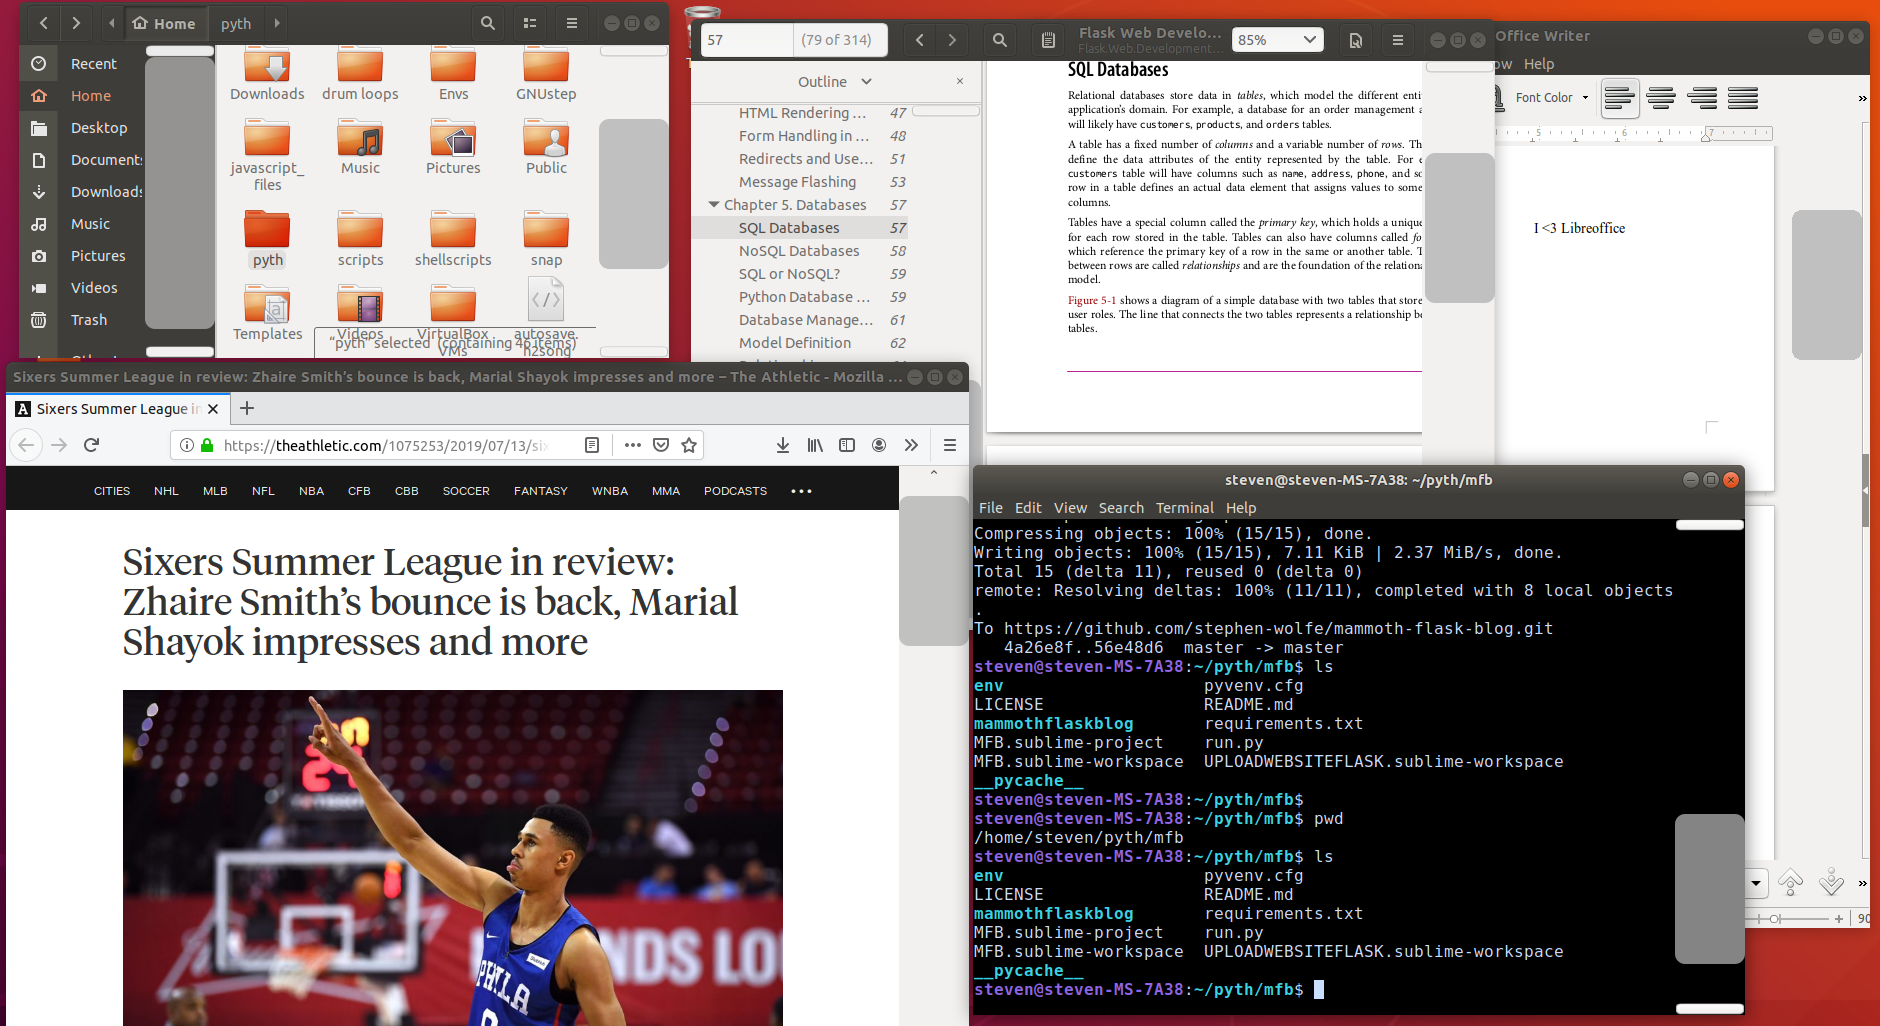 Home
pyth
Recent
Home
Desktop
Document
Download
Music
Pictures
Videos
Trash
Downloads
drum loops
Envs
GNUstep
javascript_
files
Music
Pictures
Public
pyth
scripts
shellscripts
snap
Templates
Videos
VirtualBox
VMs
autosave.
h2song
"pyth" selected (containing 46 items)
57
(79 of 314)
Flask Web Develo…
Flask.Web.Development…
85%
Outline
HTML Rendering … 47
Form Handling in … 48
Redirects and Use… 51
Message Flashing 53
Chapter 5. Databases 57
SQL Databases 57
NoSQL Databases 58
SQL or NoSQL? 59
Python Database … 59
Database Manage… 61
Model Definition 62
SQL Databases
Relational databases store data in tables, which model the different enti
application's domain. For example, a database for an order management a
will likely have customers, products, and orders tables.
A table has a fixed number of columns and a variable number of rows. Th
define the data attributes of the entity represented by the table. For e
customers table will have columns such as name, address, phone, and so
row in a table defines an actual data element that assigns values to some
columns.
Tables have a special column called the primary key, which holds a unique
for each row stored in the table. Tables can also have columns called fo
which reference the primary key of a row in the same or another table. T
between rows are called relationships and are the foundation of the relationa
model.
Figure 5-1 shows a diagram of a simple database with two tables that store
user roles. The line that connects the two tables represents a relationship be
tables.
Office Writer
ow Help
Font Color
5 6 7
I <3 Libreoffice
90
Sixers Summer League in review: Zhaire Smith's bounce is back, Marial Shayok impresses and more – The Athletic - Mozilla …
Sixers Summer League in
https://theathletic.com/1075253/2019/07/13/six
CITIES NHL MLB NFL NBA CFB CBB SOCCER FANTASY WNBA MMA PODCASTS
Sixers Summer League in review:
Zhaire Smith's bounce is back, Marial
Shayok impresses and more
NDS LO
PHILA
steven@steven-MS-7A38: ~/pyth/mfb
File Edit View Search Terminal Help
Compressing objects: 100% (15/15), done.
Writing objects: 100% (15/15), 7.11 KiB | 2.37 MiB/s, done.
Total 15 (delta 11), reused 0 (delta 0)
remote: Resolving deltas: 100% (11/11), completed with 8 local objects
.
To https://github.com/stephen-wolfe/mammoth-flask-blog.git
4a26e8f..56e48d6 master -> master
steven@steven-MS-7A38:~/pyth/mfb$ ls
env pyvenv.cfg
LICENSE README.md
mammothflaskblog requirements.txt
MFB.sublime-project run.py
MFB.sublime-workspace UPLOADWEBSITEFLASK.sublime-workspace
__pycache__
steven@steven-MS-7A38:~/pyth/mfb$
steven@steven-MS-7A38:~/pyth/mfb$ pwd
/home/steven/pyth/mfb
steven@steven-MS-7A38:~/pyth/mfb$ ls
env pyvenv.cfg
LICENSE README.md
mammothflaskblog requirements.txt
MFB.sublime-project run.py
MFB.sublime-workspace UPLOADWEBSITEFLASK.sublime-workspace
__pycache__
steven@steven-MS-7A38:~/pyth/mfb$